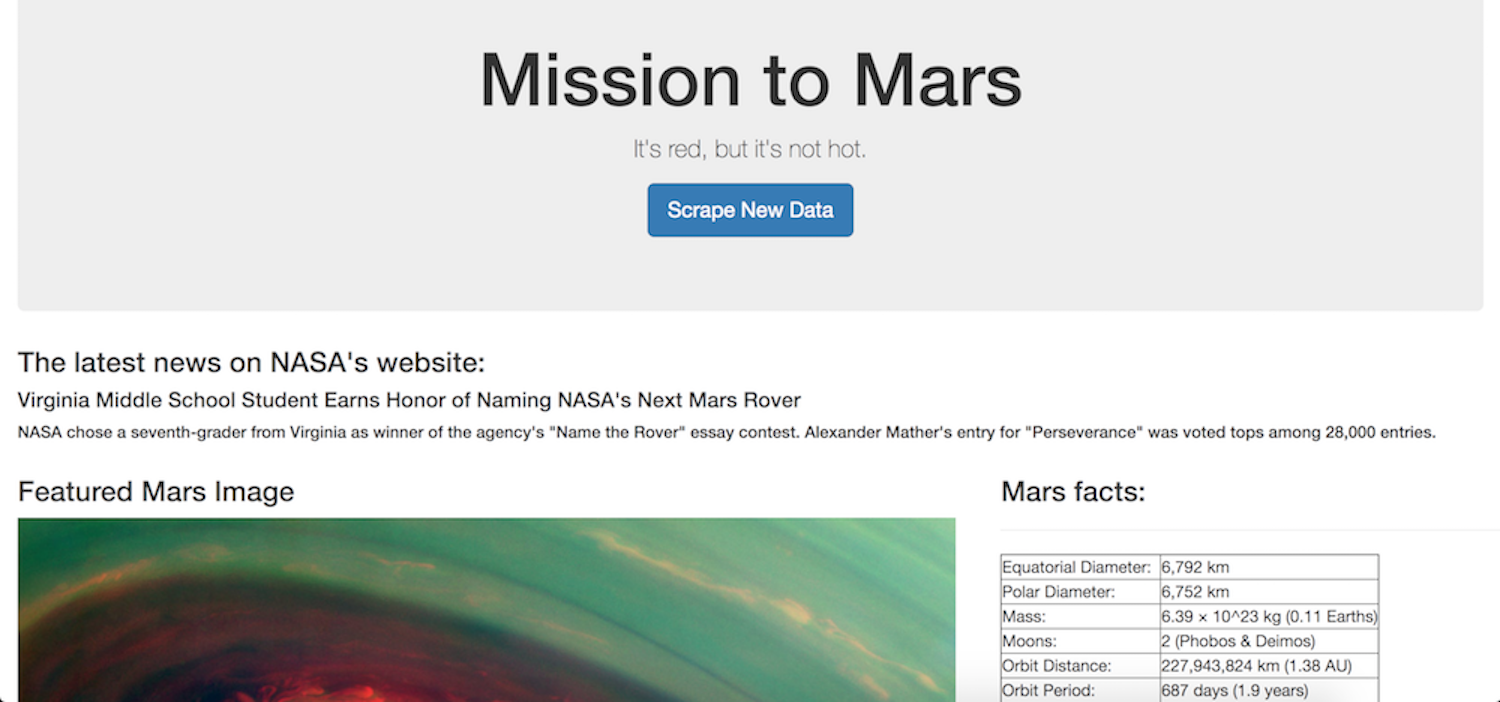 Mission to Mars
It's red, but it's not hot.
Scrape New Data
The latest news on NASA's website:
Virginia Middle School Student Earns Honor of Naming NASA's Next Mars Rover
NASA chose a seventh-grader from Virginia as winner of the agency's "Name the Rover" essay contest. Alexander Mather's entry for "Perseverance" was voted tops among 28,000 entries.
Featured Mars Image
Mars facts:
Equatorial Diameter: 6,792 km
Polar Diameter: 6,752 km
Mass: 6.39 × 10^23 kg (0.11 Earths)
Moons: 2 (Phobos & Deimos)
Orbit Distance: 227,943,824 km (1.38 AU)
Orbit Period: 687 days (1.9 years)